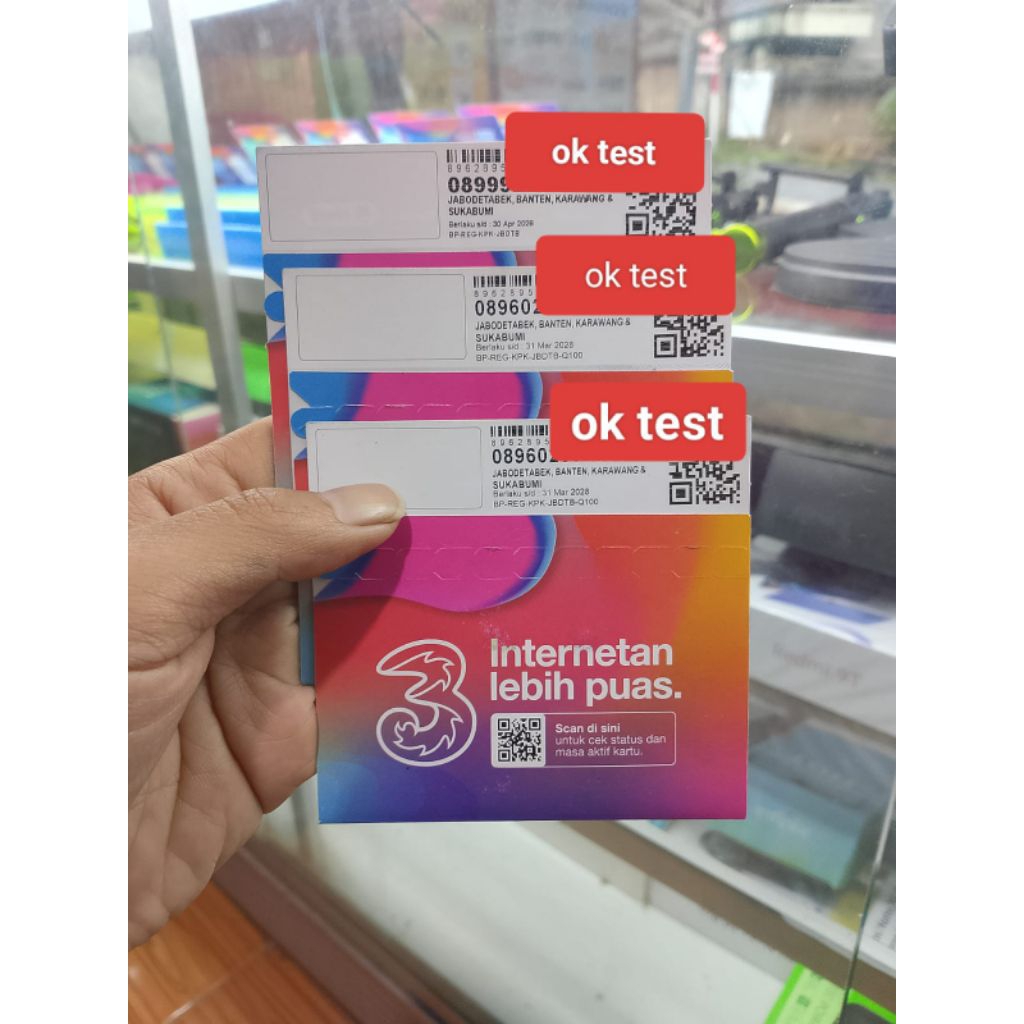 ok test
089
JABODETABEK, BANTEN, KARAWANG &
SUKABUMI
Berlaku s/d : 30 Apr 2028
BP-REG-KPK-JBDTB
ok test
089602
JABODETABEK, BANTEN, KARAWANG &
SUKABUMI
Berlaku s/d : 31 Mar 2028
BP-REG-KPK-JBDTB-Q100
ok test
089602
JABODETABEK, BANTEN, KARAWANG &
SUKABUMI
Berlaku s/d : 31 Mar 2028
BP-REG-KPK-JBDTB-Q100
3
Internetan
lebih puas.
Scan di sini
untuk cek status dan
masa aktif kartu.